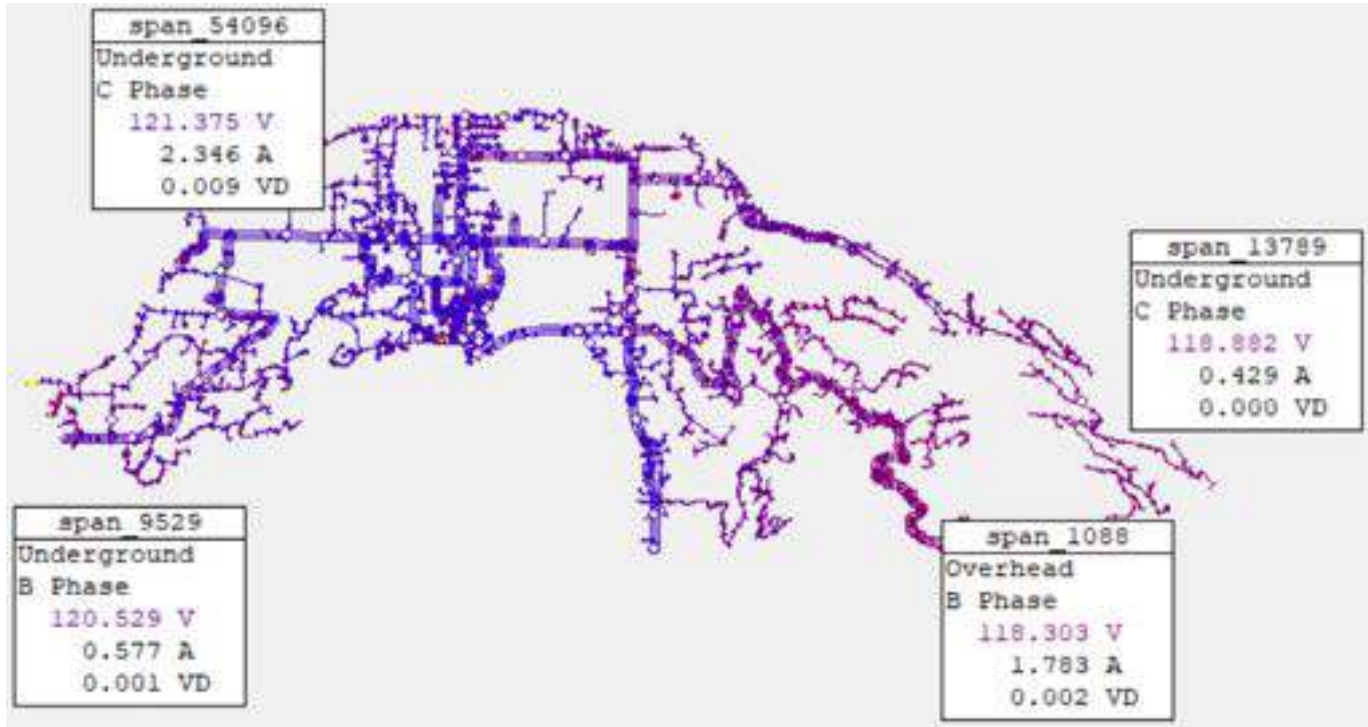 span_54096
Underground
C Phase
121.375 V
2.346 A
0.009 VD
span_13789
Underground
C Phase
118.882 V
0.429 A
0.000 VD
span_9529
Underground
B Phase
120.529 V
0.577 A
0.001 VD
span_1088
Overhead
B Phase
118.303 V
1.783 A
0.002 VD